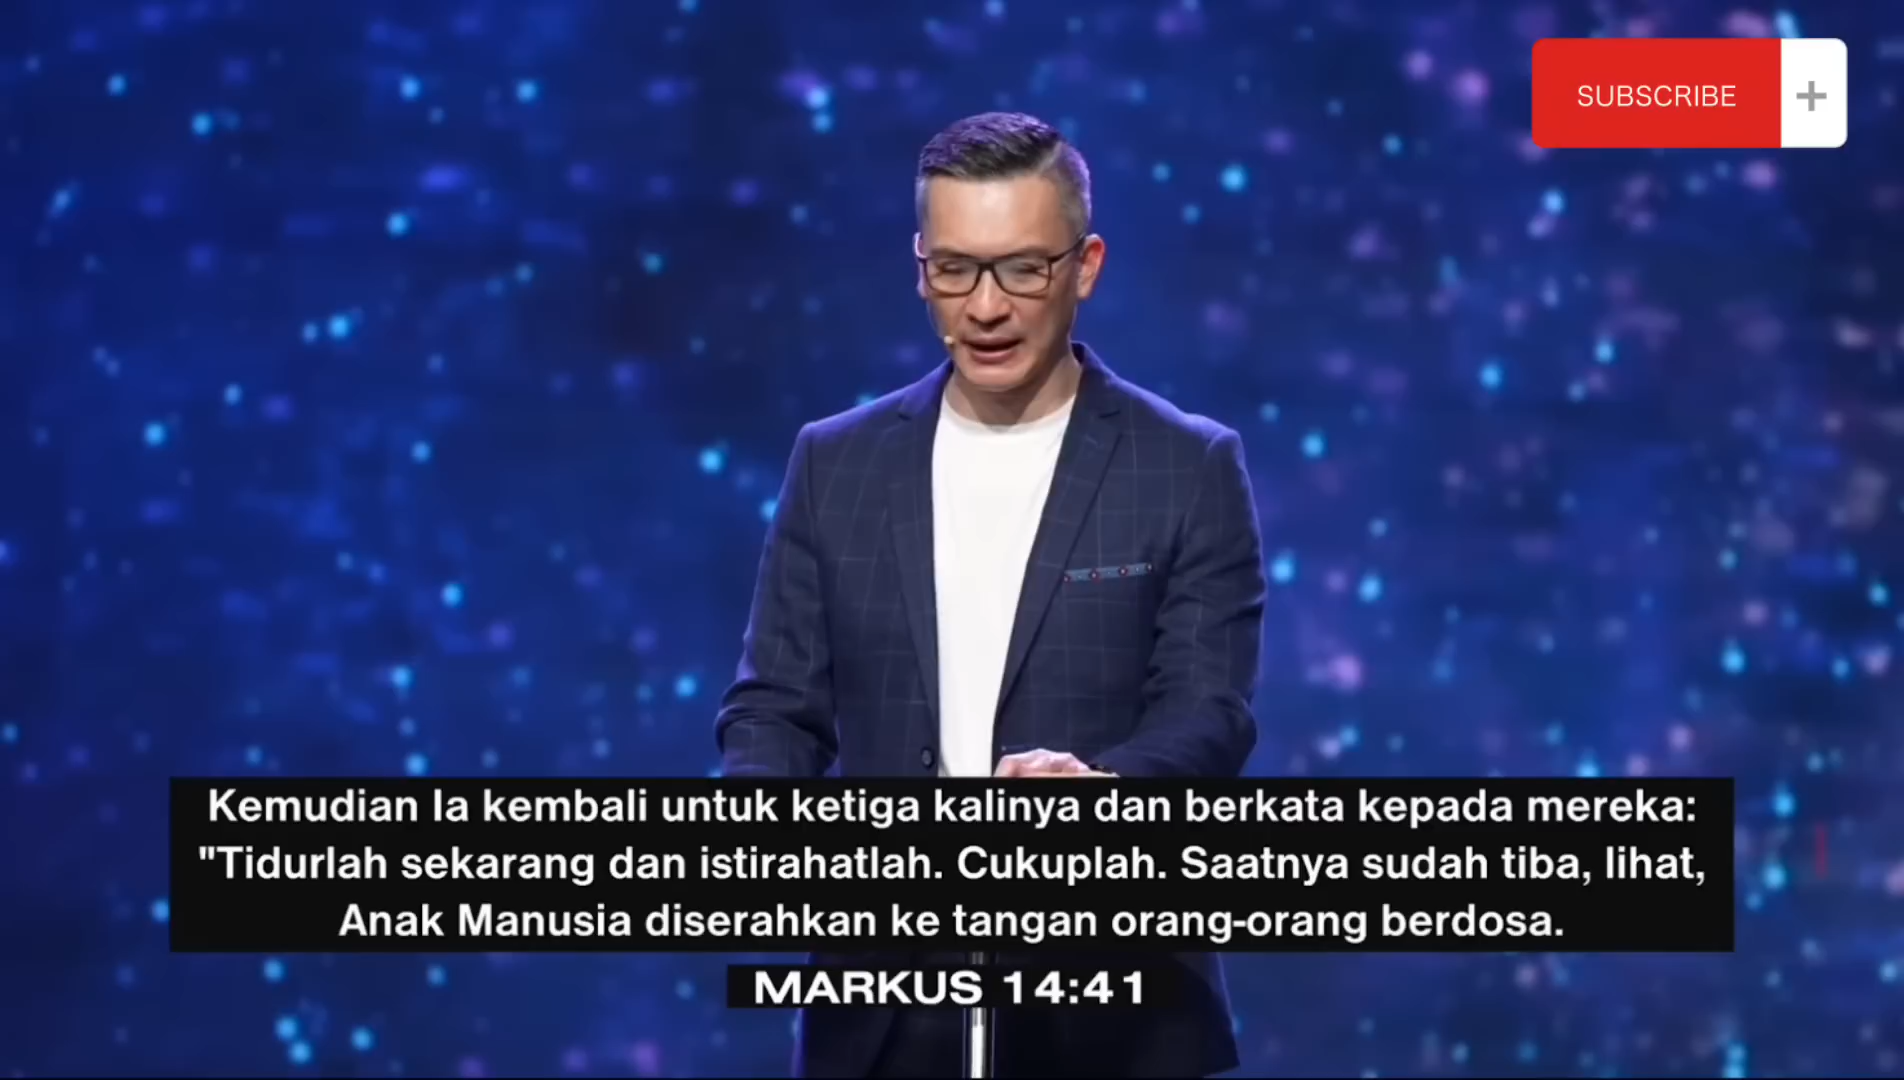 SUBSCRIBE +
Kemudian Ia kembali untuk ketiga kalinya dan berkata kepada mereka:
"Tidurlah sekarang dan istirahatlah. Cukuplah. Saatnya sudah tiba, lihat,
Anak Manusia diserahkan ke tangan orang-orang berdosa.
MARKUS 14:41